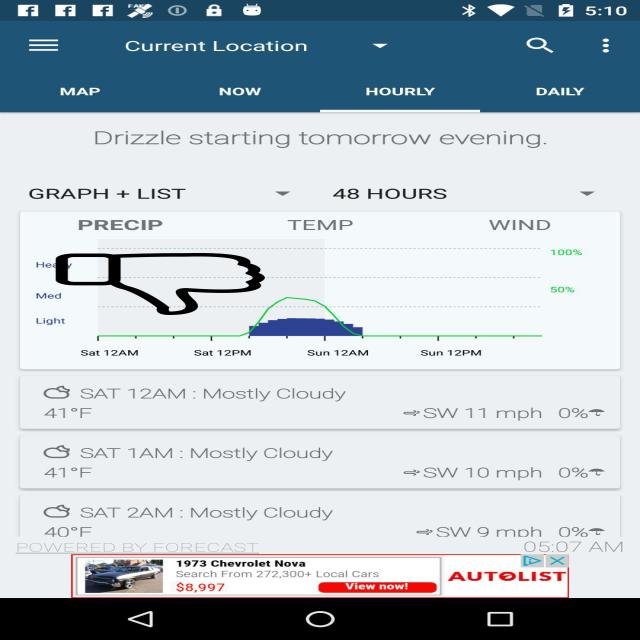 5:10
Current Location
MAP NOW HOURLY DAILY
Drizzle starting tomorrow evening.
GRAPH + LIST 48 HOURS
PRECIP TEMP WIND
100%
Med 50%
Light
Sat 12AM Sat 12PM Sun 12AM Sun 12PM
SAT 12AM : Mostly Cloudy
41°F SW 11 mph 0%
SAT 1AM : Mostly Cloudy
41°F SW 10 mph 0%
SAT 2AM : Mostly Cloudy
40°F SW 9 mph 0%
POWERED BY FORECAST 05:07 AM
1973 Chevrolet Nova
Search From 272,300+ Local Cars
$8,997 View now!
AUTOLIST